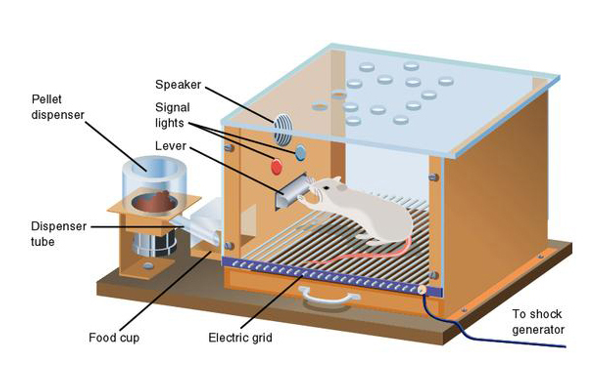 Speaker
Signal
lights
Lever
Pellet
dispenser
Dispenser
tube
Food cup
Electric grid
To shock
generator